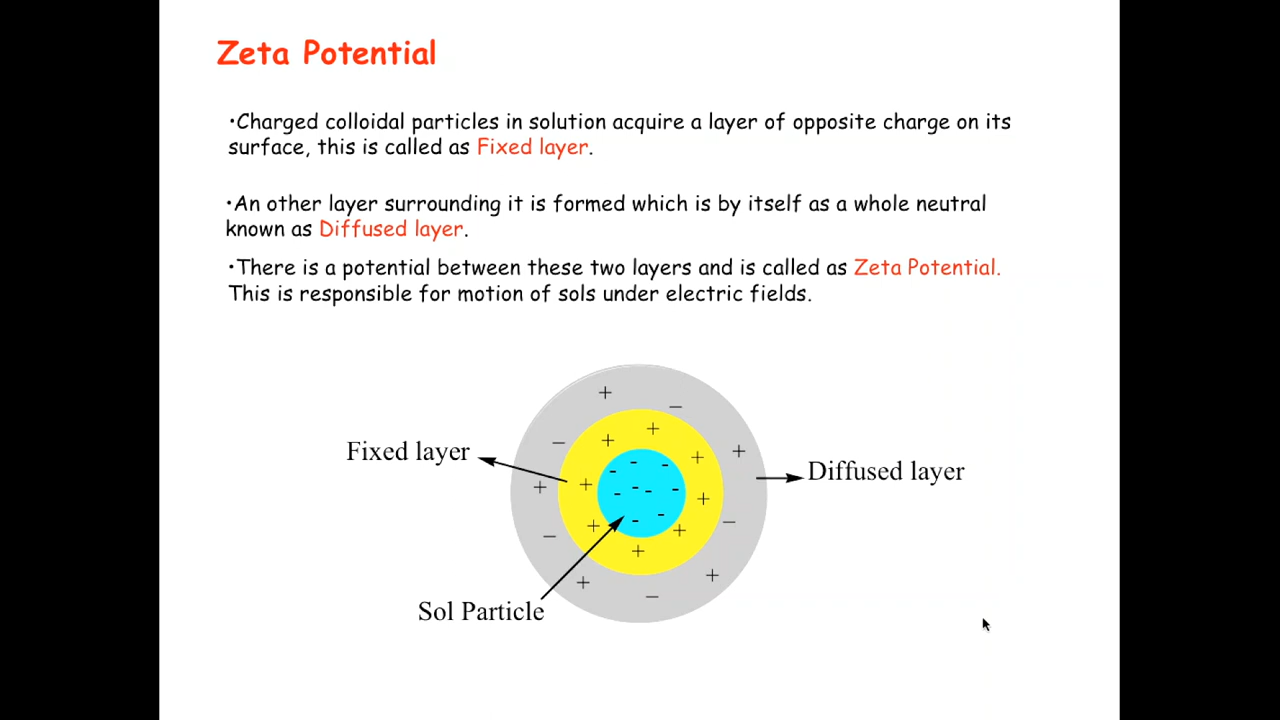 Zeta Potential
•Charged colloidal particles in solution acquire a layer of opposite charge on its
surface, this is called as Fixed layer.
•An other layer surrounding it is formed which is by itself as a whole neutral
known as Diffused layer.
•There is a potential between these two layers and is called as Zeta Potential.
This is responsible for motion of sols under electric fields.
Fixed layer
Diffused layer
Sol Particle